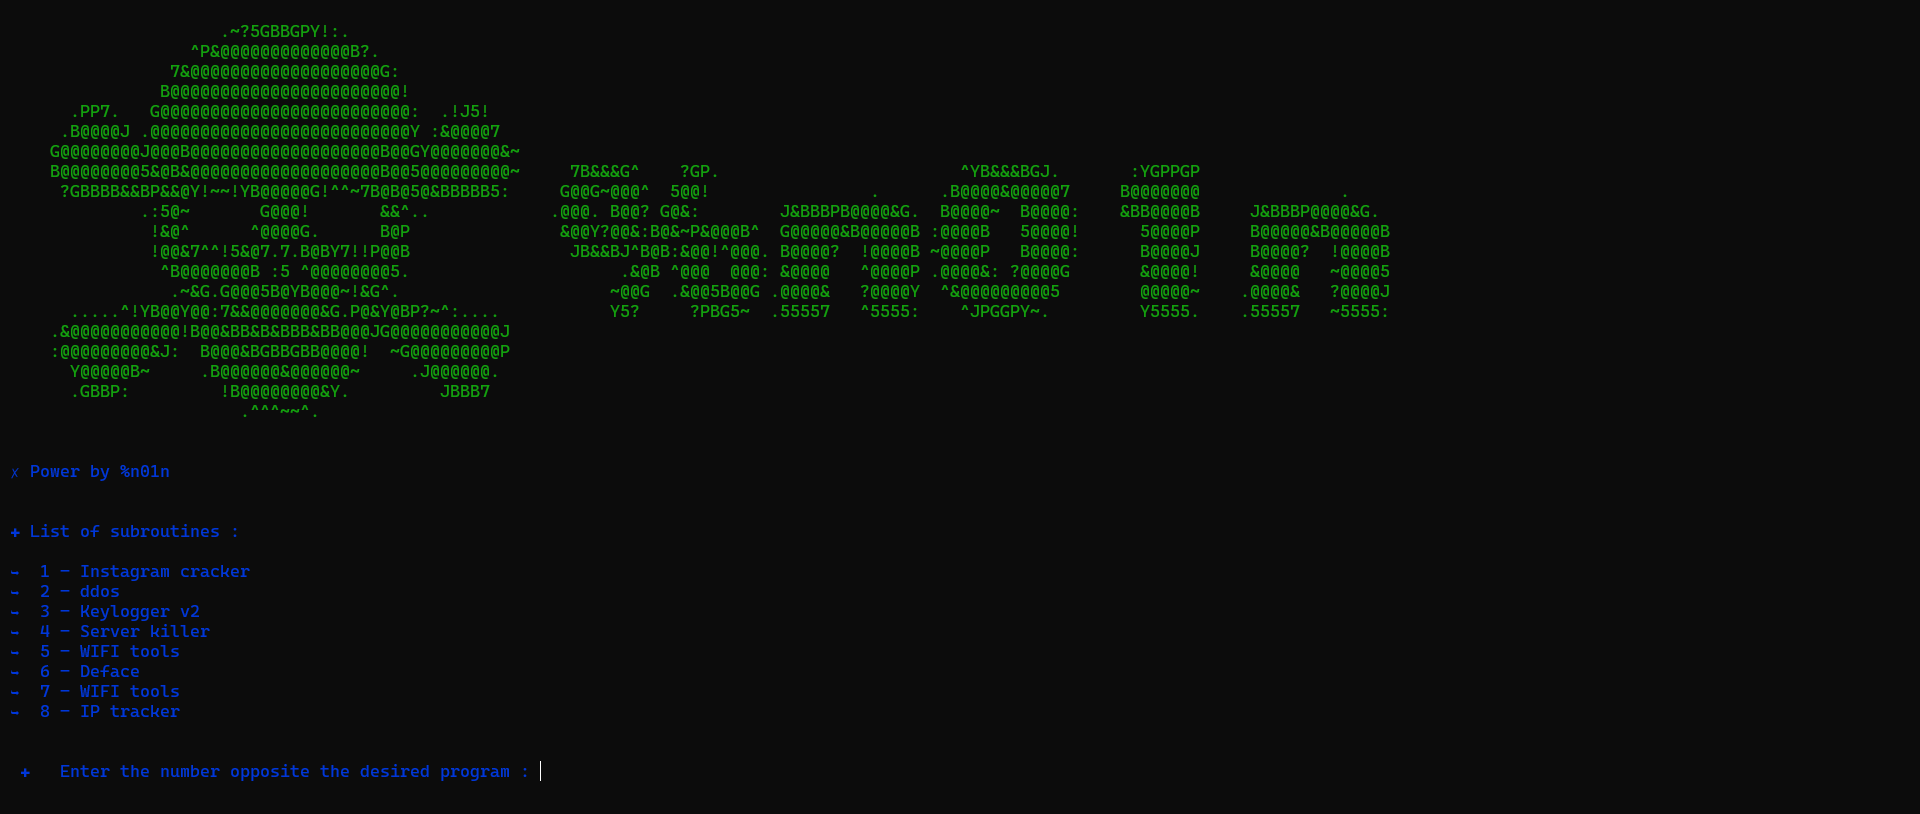 %n01n
✗ Power by %n01n
+ List of subroutines :
~ 1 - Instagram cracker
~ 2 - ddos
~ 3 - Keylogger v2
~ 4 - Server killer
~ 5 - WIFI tools
~ 6 - Deface
~ 7 - WIFI tools
~ 8 - IP tracker
+ Enter the number opposite the desired program :